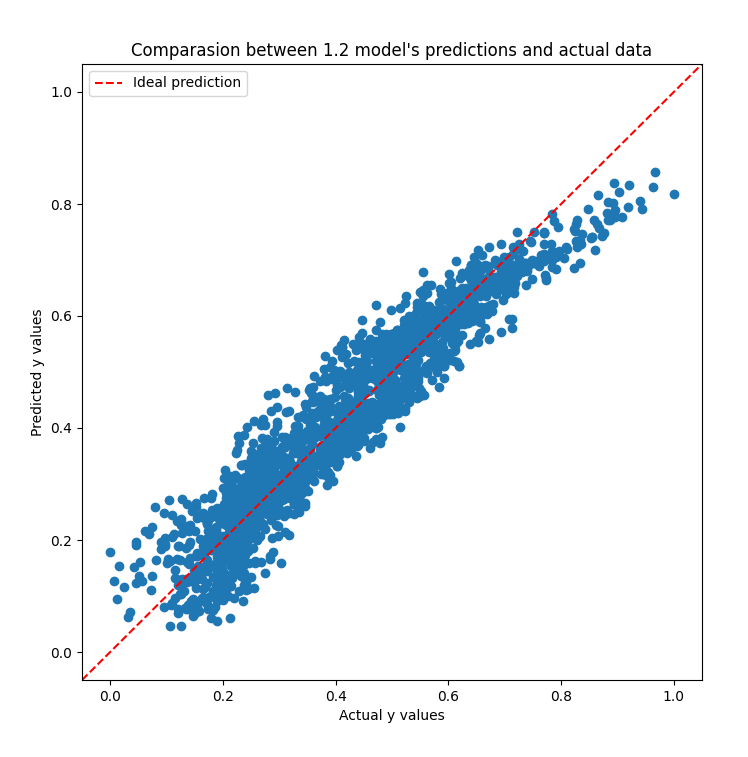 Comparasion between 1.2 model's predictions and actual data
Ideal prediction
1.0
0.8
0.6
0.4
0.2
0.0
Predicted y values
0.0 0.2 0.4 0.6 0.8 1.0
Actual y values